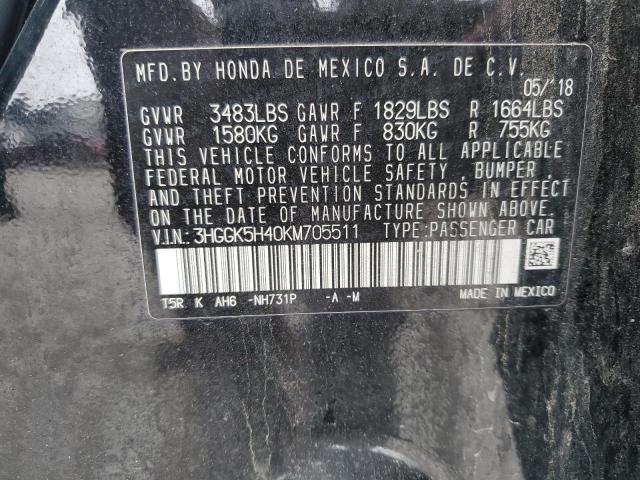 MFD.BY HONDA DE MEXICO S.A. DE C.V.
05/'18
GVWR 3483LBS GAWR F 1829LBS R 1664LBS
GVWR 1580KG GAWR F 830KG R 755KG
THIS VEHICLE CONFORMS TO ALL APPLICABLE
FEDERAL MOTOR VEHICLE SAFETY, BUMPER,
AND THEFT PREVENTION STANDARDS IN EFFECT
ON THE DATE OF MANUFACTURE SHOWN ABOVE.
V.I.N.: 3HGGK5H40KM705511 TYPE:PASSENGER CAR
T5R K AH6 -NH731P -A -M MADE IN MEXICO